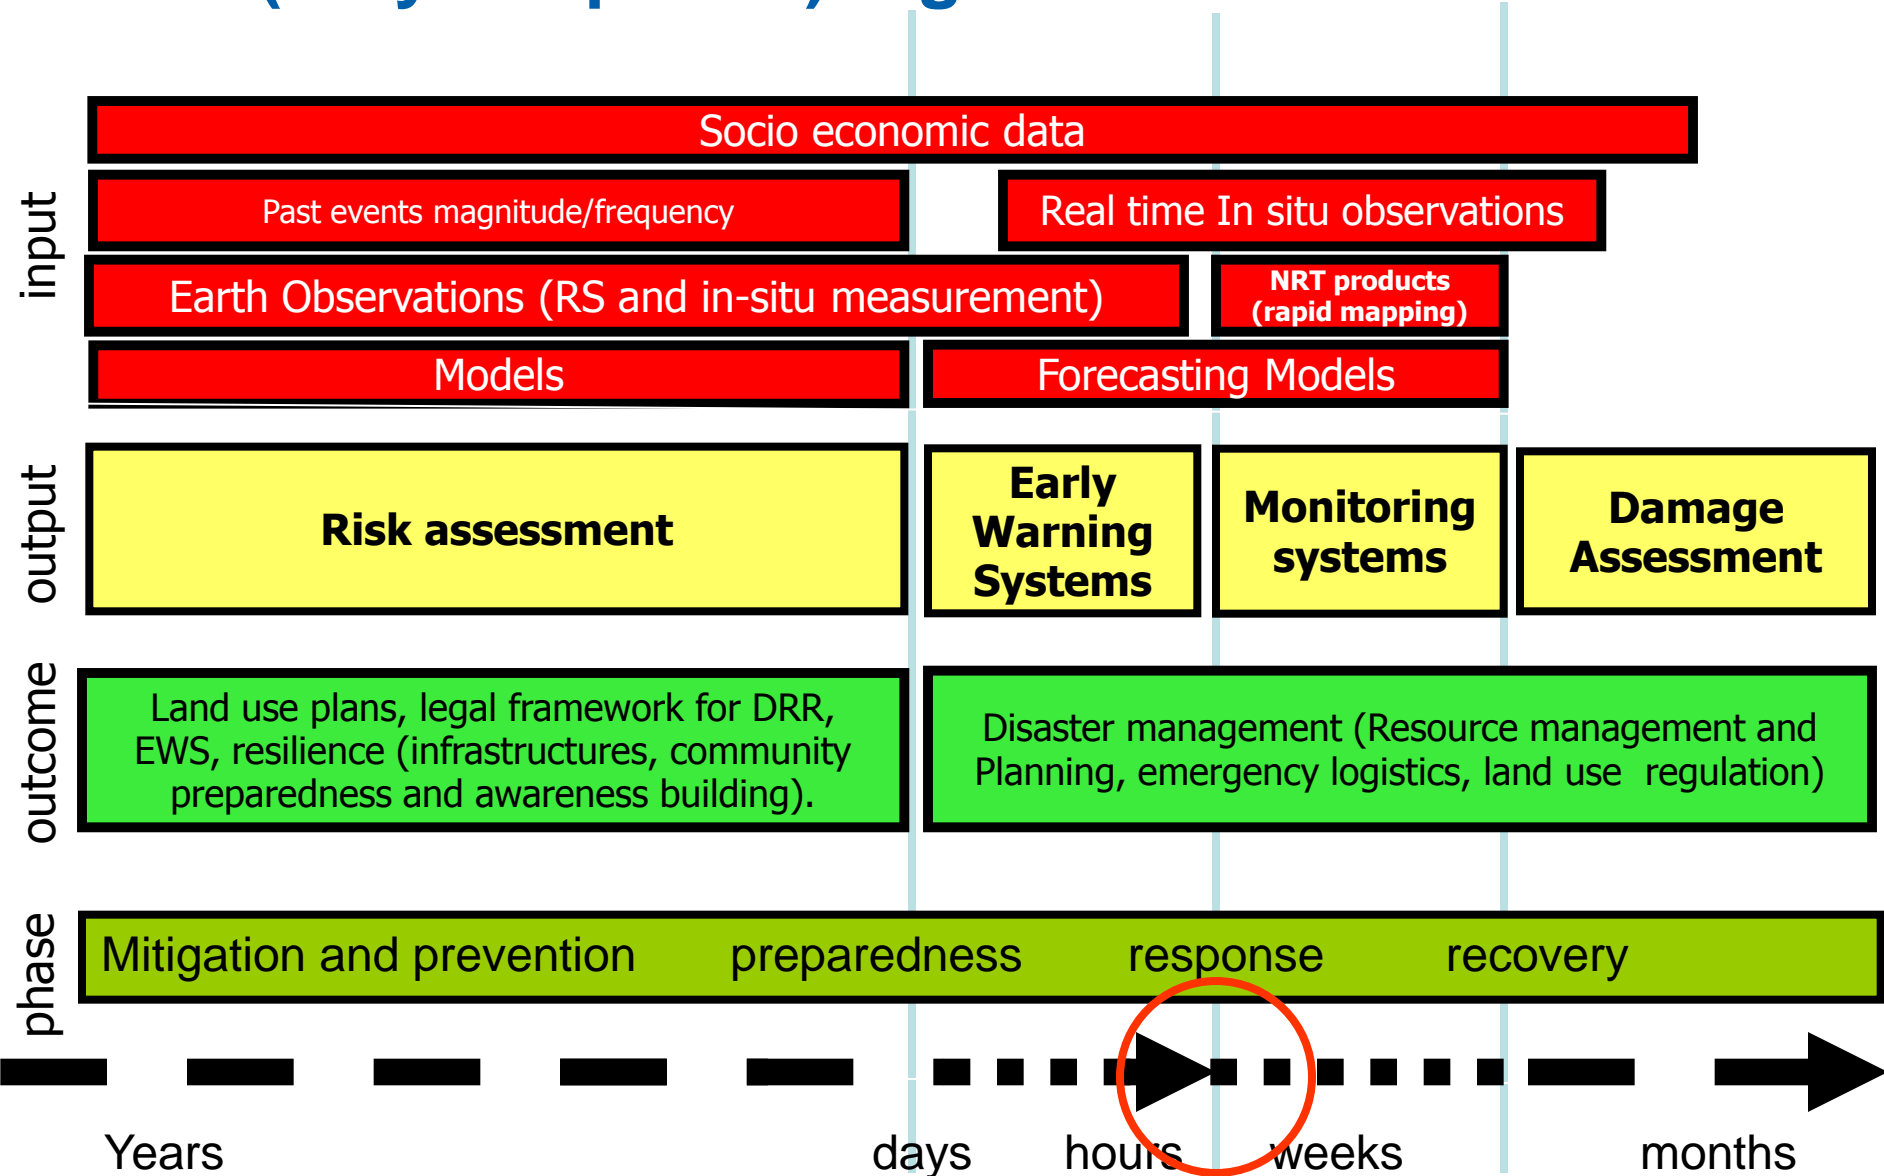 Socio economic data
input
Past events magnitude/frequency
Real time In situ observations
Earth Observations (RS and in-situ measurement)
NRT products
(rapid mapping)
Models
Forecasting Models
output
Risk assessment
Early
Warning
Systems
Monitoring
systems
Damage
Assessment
outcome
Land use plans, legal framework for DRR,
EWS, resilience (infrastructures, community
preparedness and awareness building).
Disaster management (Resource management and
Planning, emergency logistics, land use  regulation)
phase
Mitigation and prevention preparedness response recovery
Years days hours weeks months